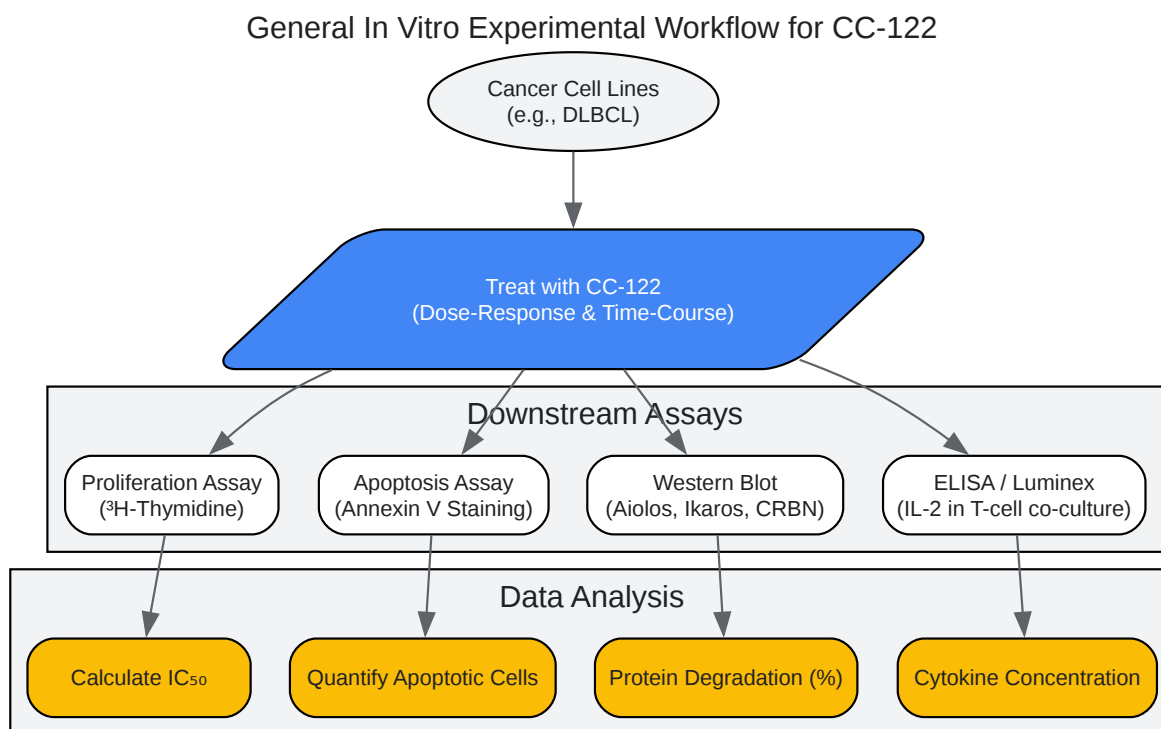 General In Vitro Experimental Workflow for CC-122
Cancer Cell Lines
(e.g., DLBCL)
Treat with CC-122
(Dose-Response & Time-Course)
Downstream Assays
Proliferation Assay
(³H-Thymidine)
Apoptosis Assay
(Annexin V Staining)
Western Blot
(Aiolos, Ikaros, CRBN)
ELISA / Luminex
(IL-2 in T-cell co-culture)
Data Analysis
Calculate IC₅₀
Quantify Apoptotic Cells
Protein Degradation (%)
Cytokine Concentration